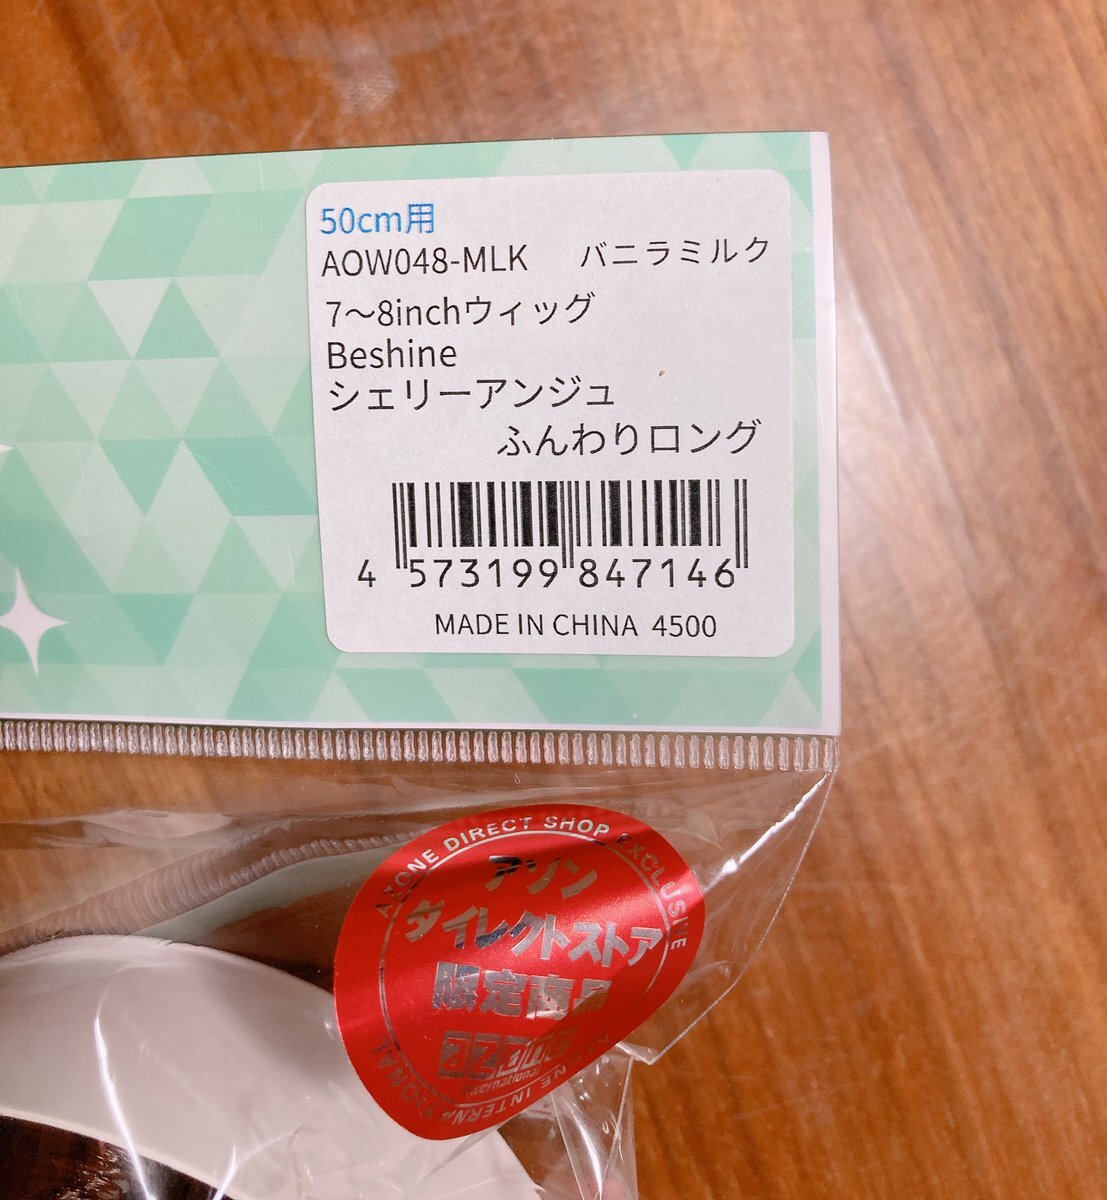 50cm用
AOW048-MLK バニラミルク
7～8inchウィッグ
Beshine
シェリーアンジュ
ふんわりロング
4 573199 847146
MADE IN CHINA 4500
AZONE DIRECT SHOP EXCLUSIVE
アゾン
ダイレクトストア
限定商品